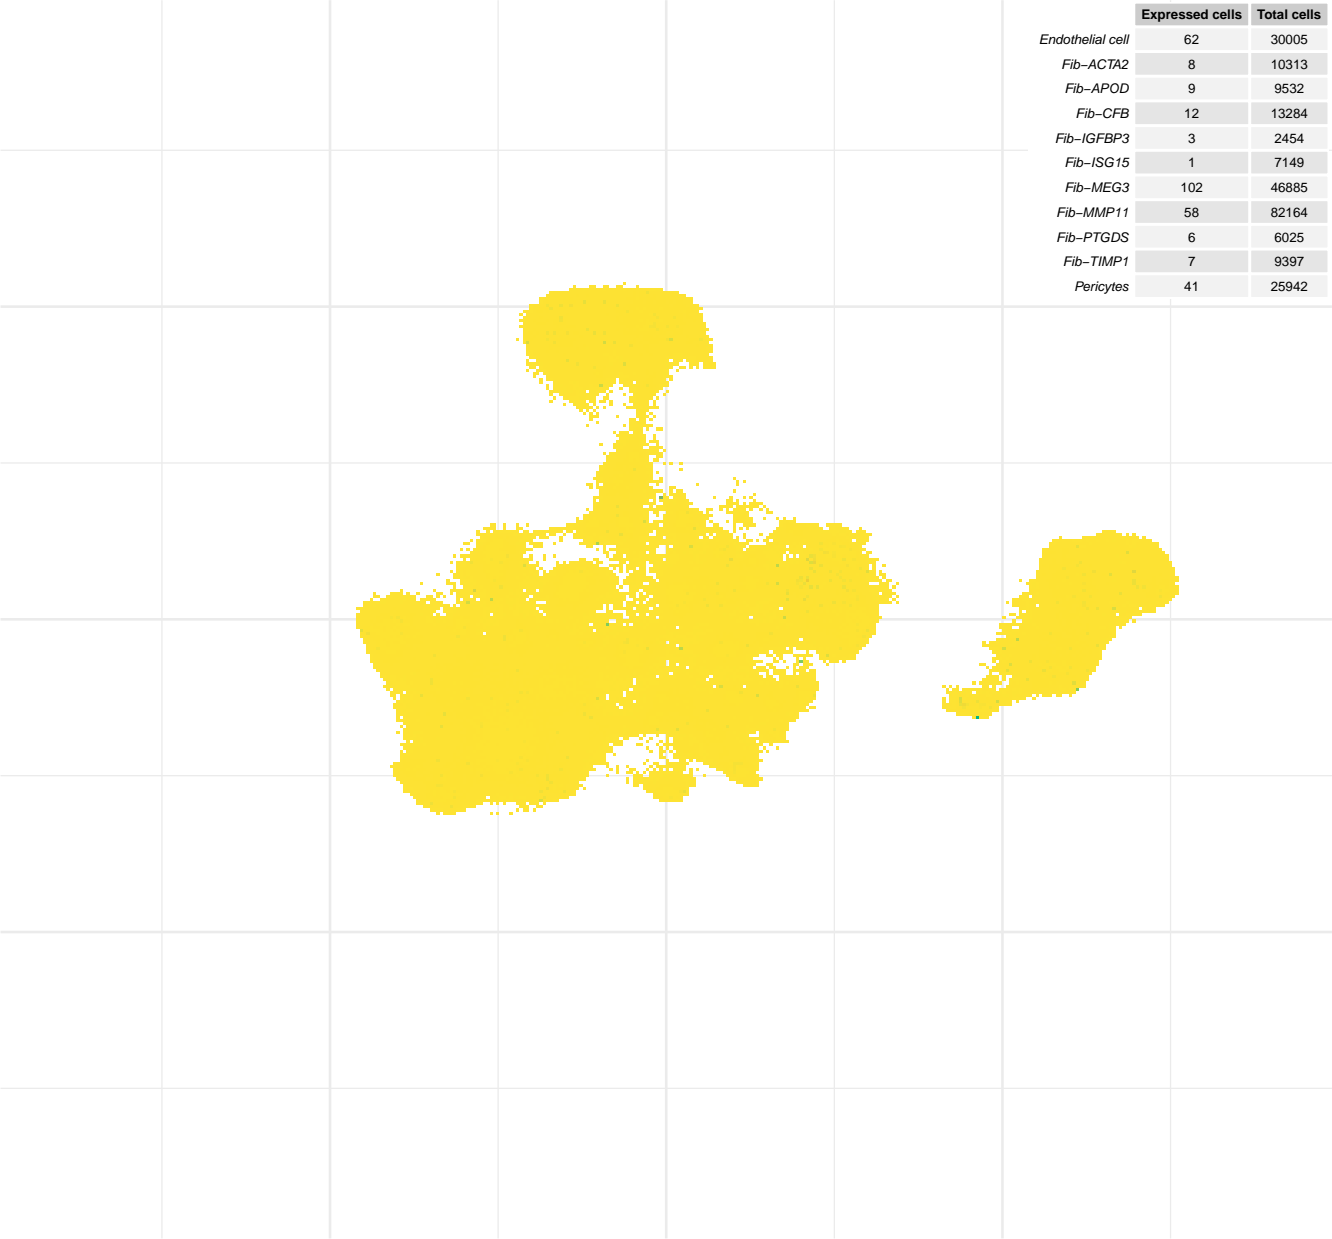 Expressed cells Total cells
Endothelial cell 62 30005
Fib−ACTA2 8 10313
Fib−APOD 9 9532
Fib−CFB 12 13284
Fib−IGFBP3 3 2454
Fib−ISG15 1 7149
Fib−MEG3 102 46885
Fib−MMP11 58 82164
Fib−PTGDS 6 6025
Fib−TIMP1 7 9397
Pericytes 41 25942